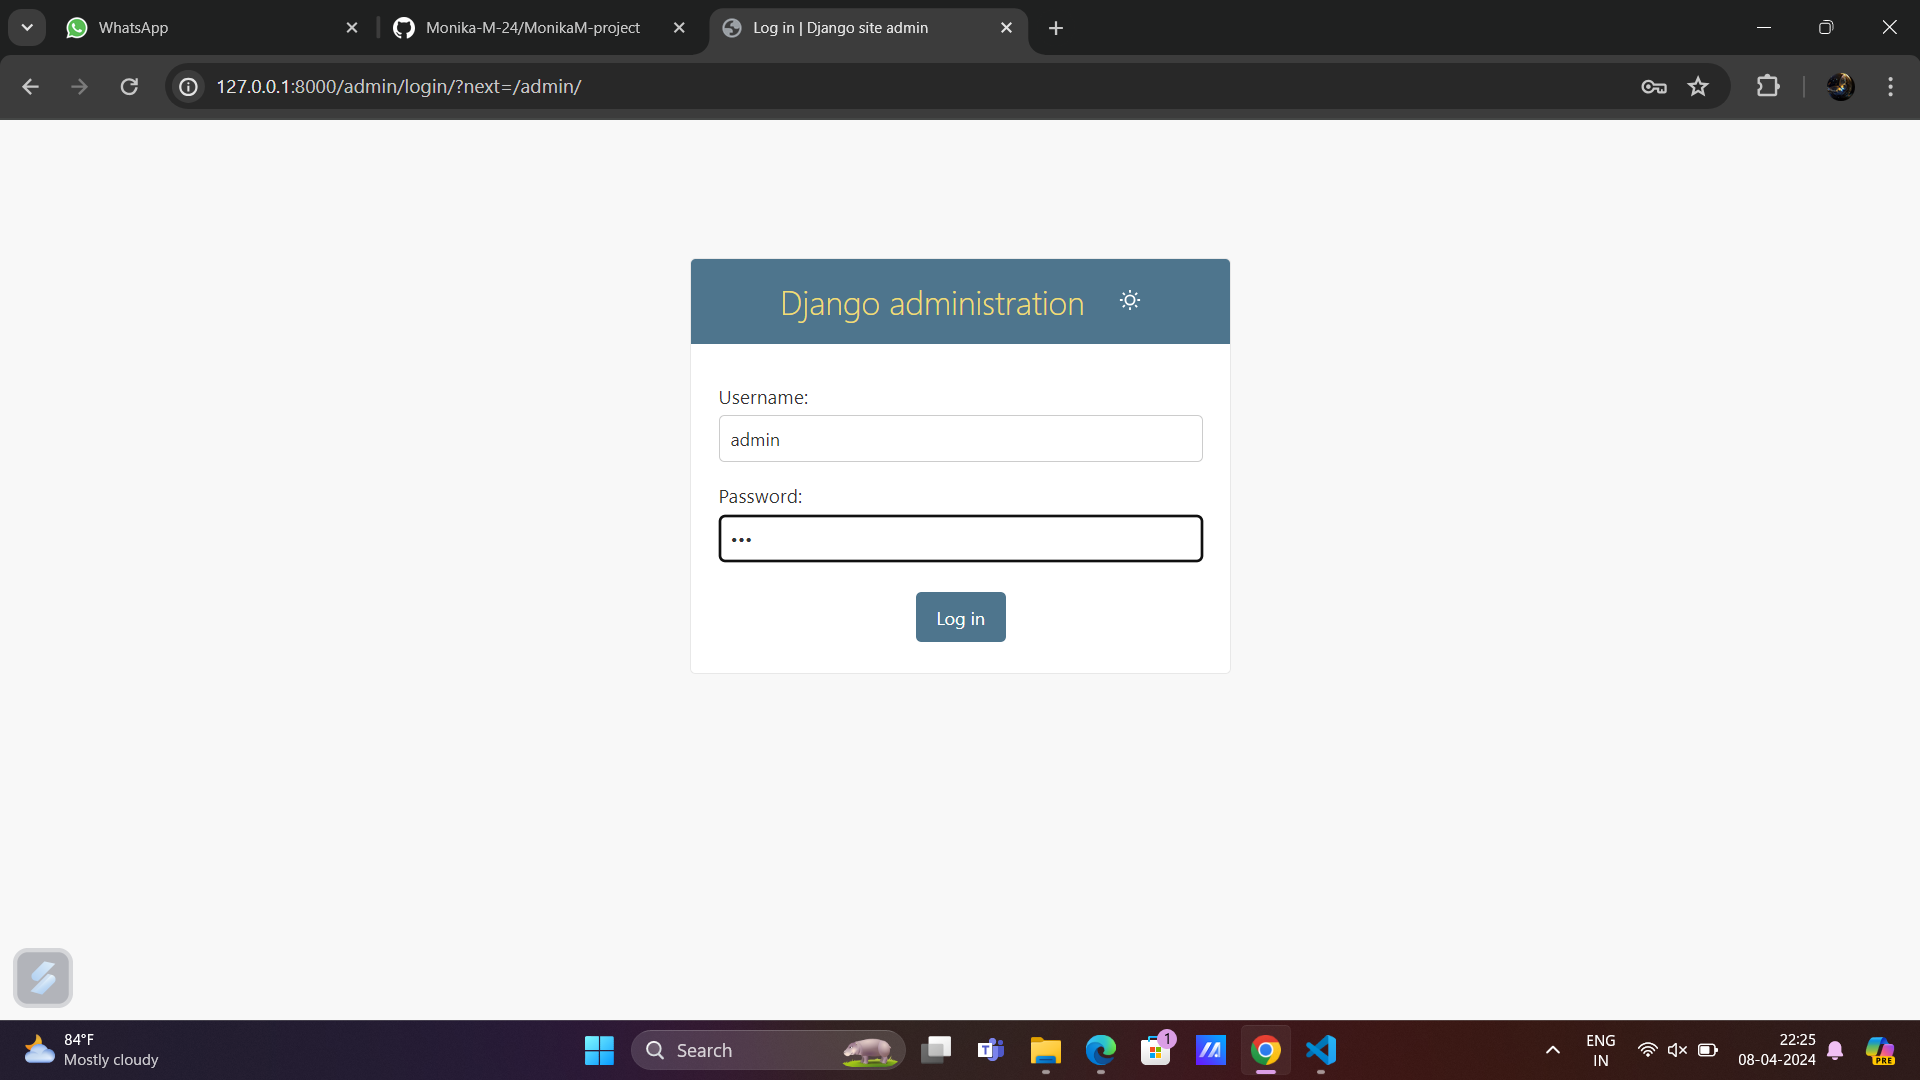 WhatsApp
Monika-M-24/MonikaM-project
Log in | Django site admin
127.0.0.1:8000/admin/login/?next=/admin/
Django administration
Username:
admin
Password:
•••
Log in
84°F
Mostly cloudy
Search
1
ENG
IN
22:25
08-04-2024
PRE